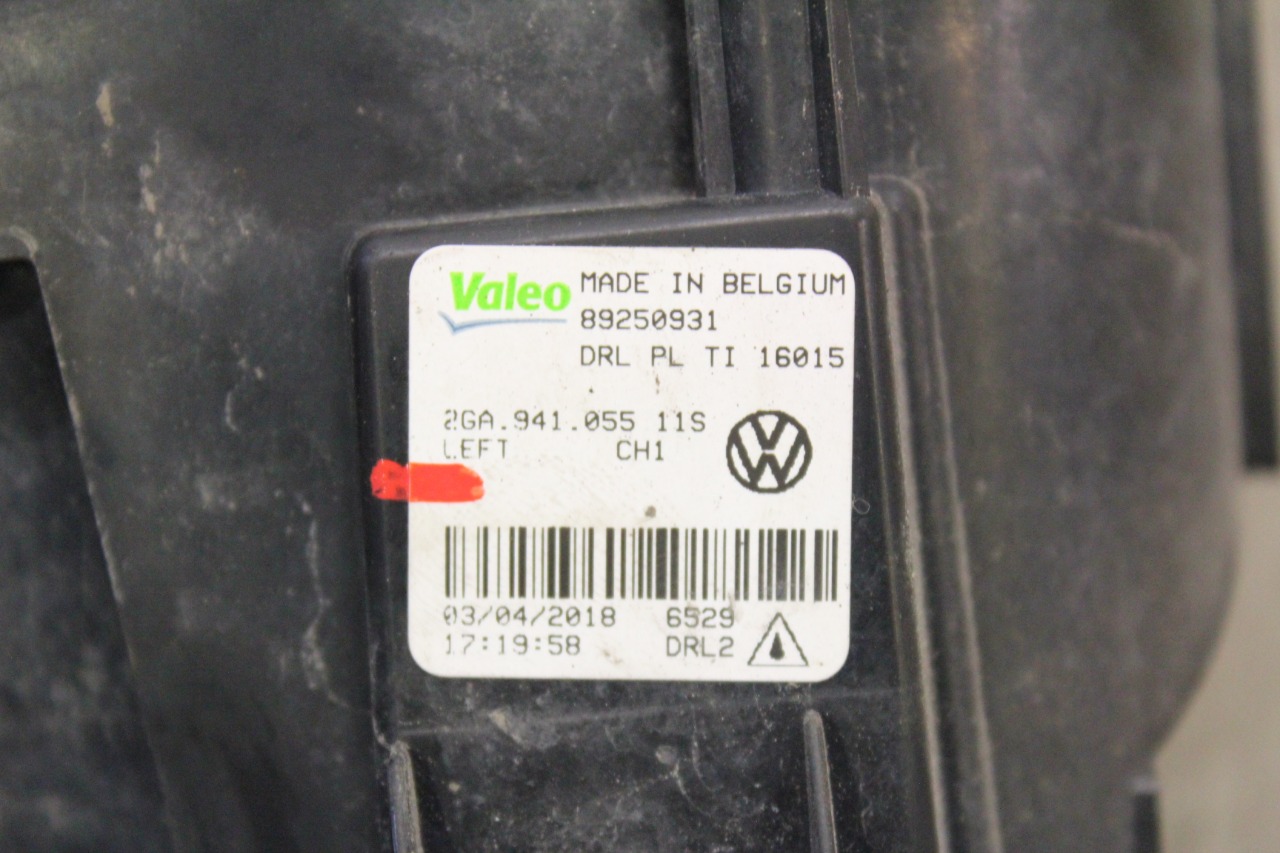 Valeo MADE IN BELGIUM
89250931
DRL PL TI 16015
2GA.941.055 11S
LEFT CH1
03/04/2018 6529
17:19:58 DRL2